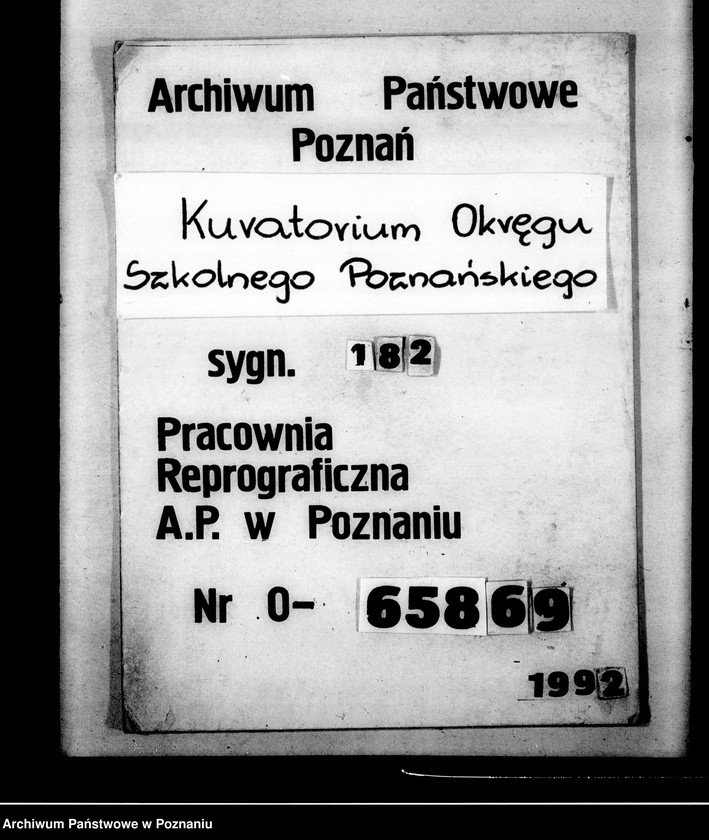 Archiwum Państwowe
Poznań
Kuratorium Okręgu
Szkolnego Poznańskiego
sygn. 182
Pracownia
Reprograficzna
A.P. w Poznaniu
Nr 0- 65869
1992
Archiwum Państwowe w Poznaniu